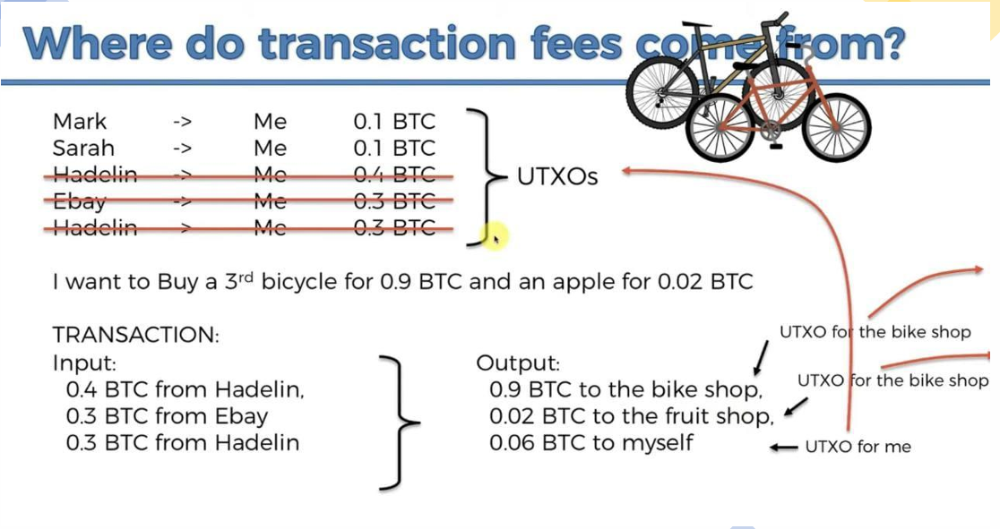 Where do transaction fees come from?
Mark -> Me 0.1 BTC
Sarah -> Me 0.1 BTC
Hadelin -> Me 0.4 BTC
Ebay -> Me 0.3 BTC
Hadelin -> Me 0.3 BTC
UTXOs
I want to Buy a 3rd bicycle for 0.9 BTC and an apple for 0.02 BTC
TRANSACTION:
Input:
0.4 BTC from Hadelin,
0.3 BTC from Ebay
0.3 BTC from Hadelin
Output:
0.9 BTC to the bike shop,
0.02 BTC to the fruit shop,
0.06 BTC to myself
UTXO for the bike shop
UTXO for the bike shop
UTXO for me